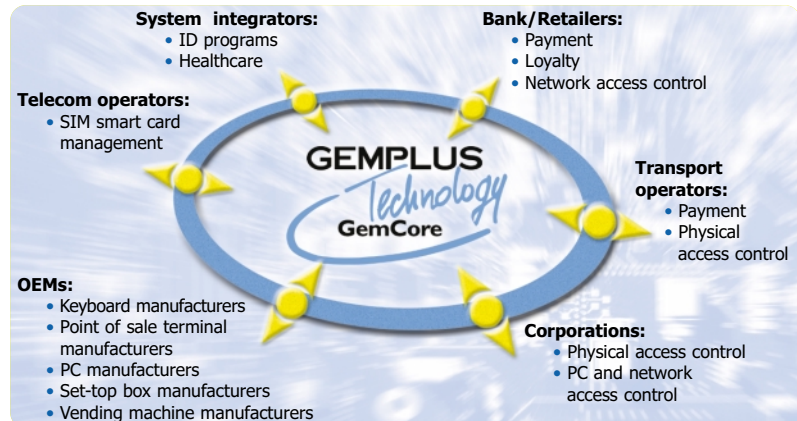 System integrators:
• ID programs
• Healthcare
Bank/Retailers:
• Payment
• Loyalty
• Network access control
Telecom operators:
• SIM smart card
management
GEMPLUS
Technology
GemCore
Transport
operators:
• Payment
• Physical
access control
OEMs:
• Keyboard manufacturers
• Point of sale terminal
manufacturers
• PC manufacturers
• Set-top box manufacturers
• Vending machine manufacturers
Corporations:
• Physical access control
• PC and network
access control